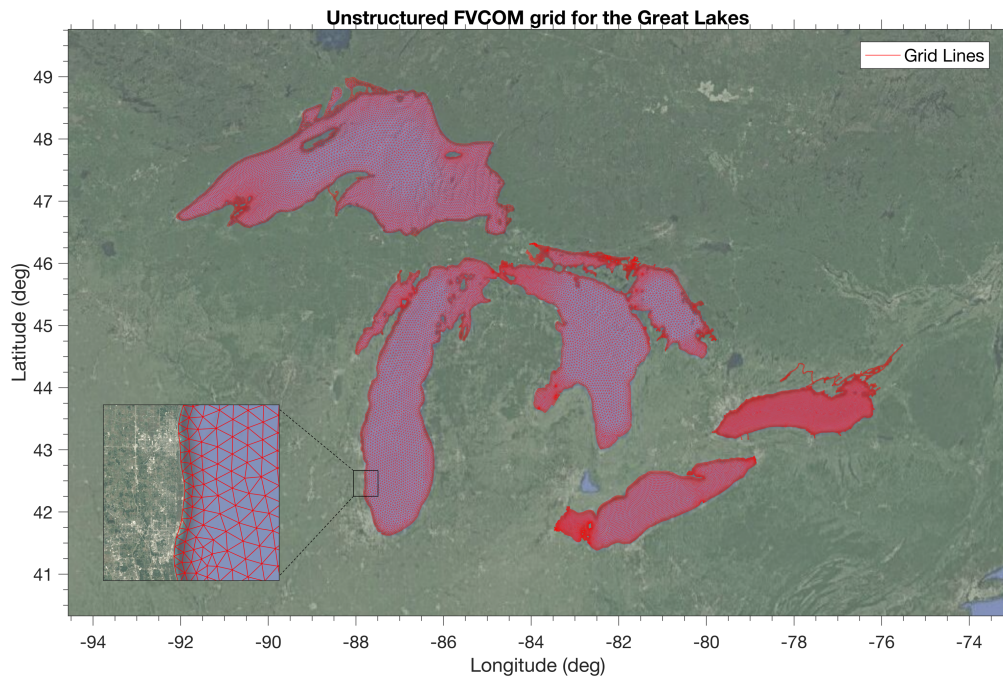 Unstructured FVCOM grid for the Great Lakes
Grid Lines
49
48
47
46
45
44
43
42
41
Latitude (deg)
-94 -92 -90 -88 -86 -84 -82 -80 -78 -76 -74
Longitude (deg)